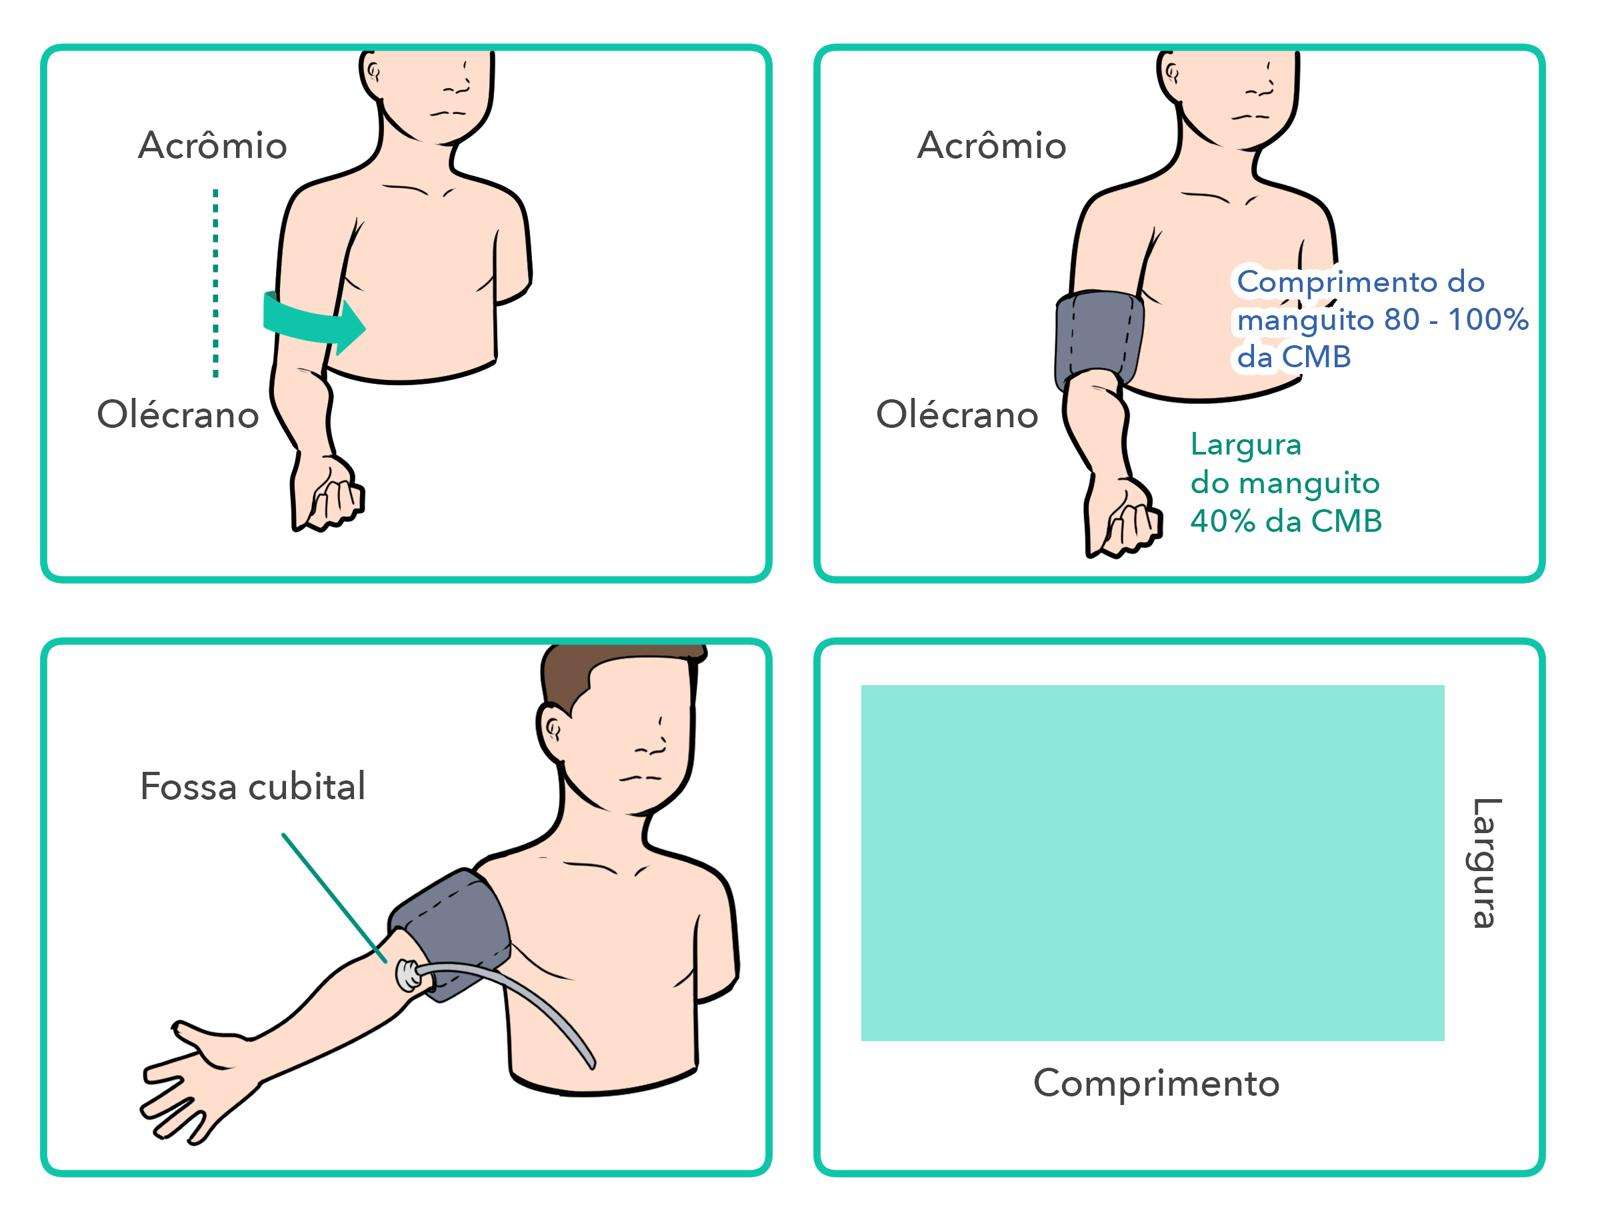 Acrômio
Olécrano
Acrômio
Comprimento do
manguito 80 - 100%
da CMB
Olécrano
Largura
do manguito
40% da CMB
Fossa cubital
Largura
Comprimento